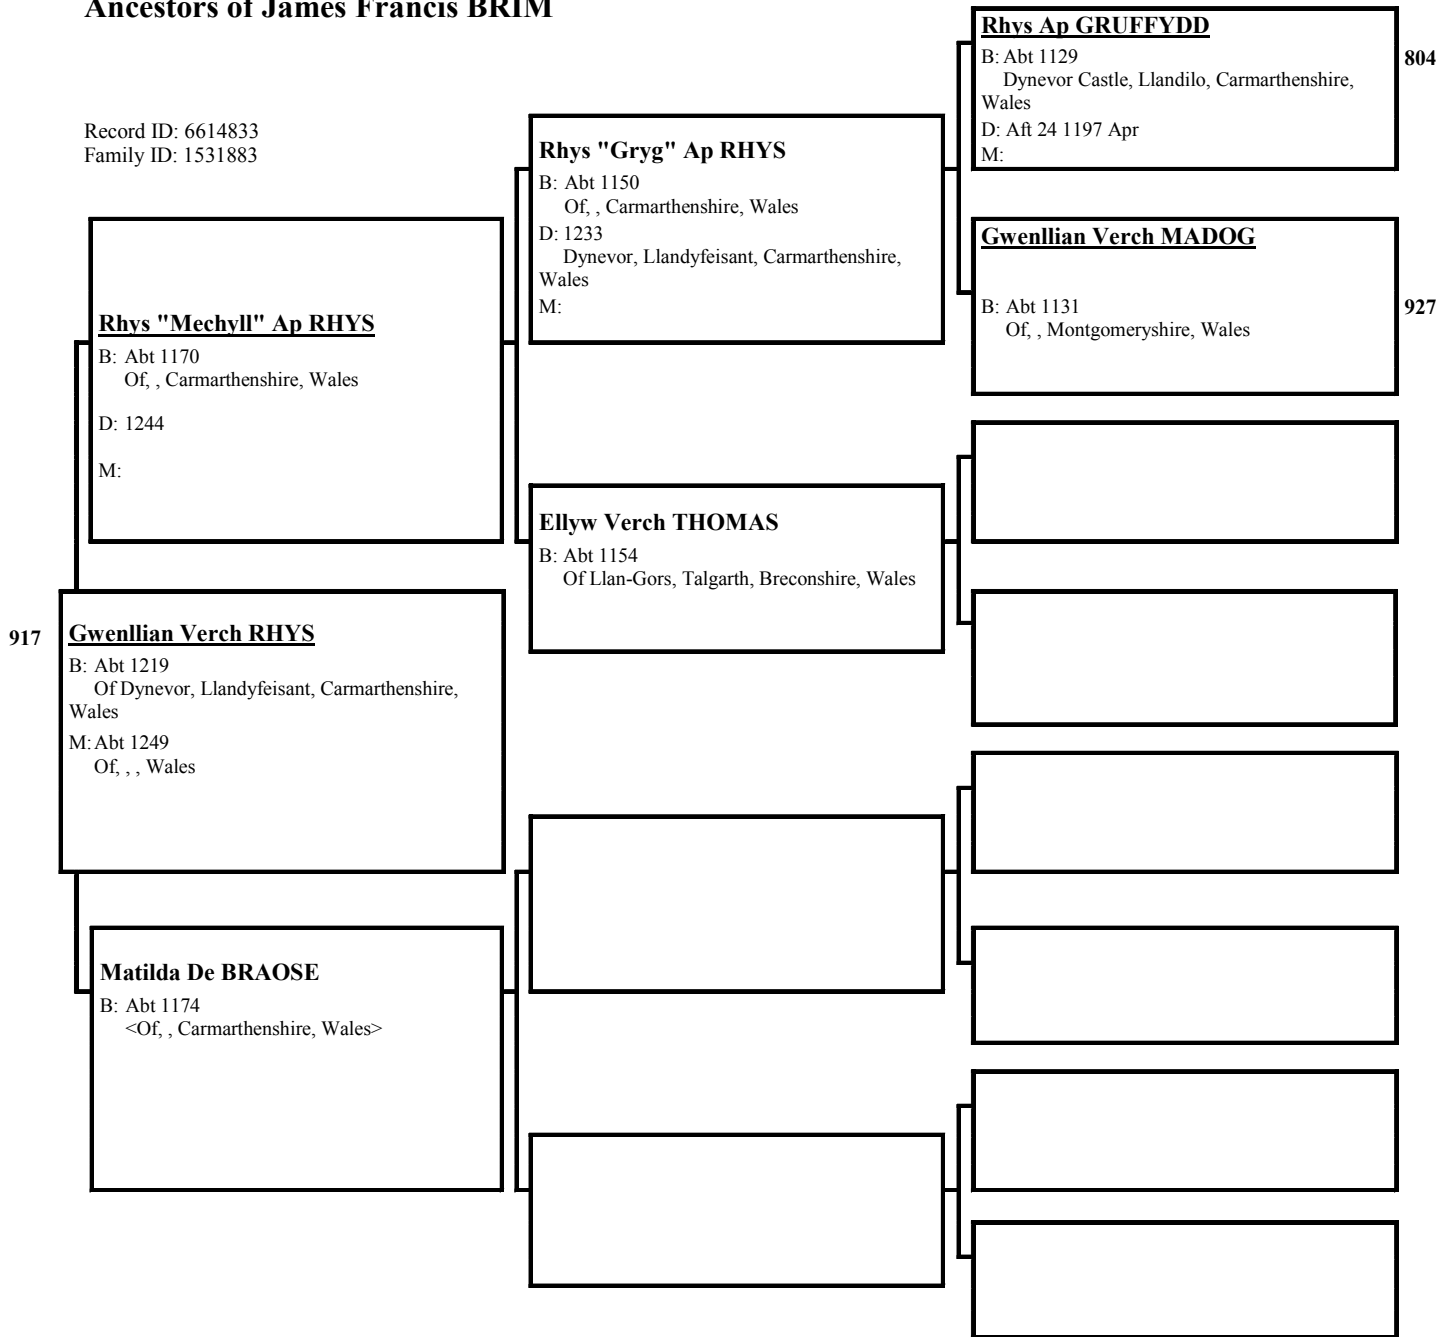 Ancestors of James Francis BRIM
Record ID: 6614833
Family ID: 1531883
Rhys "Mechyll" Ap RHYS
B: Abt 1170
Of, , Carmarthenshire, Wales
D: 1244
M:
917
Gwenllian Verch RHYS
B: Abt 1219
Of Dynevor, Llandyfeisant, Carmarthenshire,
Wales
M: Abt 1249
Of, , , Wales
Matilda De BRAOSE
B: Abt 1174
<Of, , Carmarthenshire, Wales>
Rhys "Gryg" Ap RHYS
B: Abt 1150
Of, , Carmarthenshire, Wales
D: 1233
Dynevor, Llandyfeisant, Carmarthenshire,
Wales
M:
Ellyw Verch THOMAS
B: Abt 1154
Of Llan-Gors, Talgarth, Breconshire, Wales
Rhys Ap GRUFFYDD
B: Abt 1129
Dynevor Castle, Llandilo, Carmarthenshire,
Wales
D: Aft 24 1197 Apr
M:
804
Gwenllian Verch MADOG
B: Abt 1131
Of, , Montgomeryshire, Wales
927